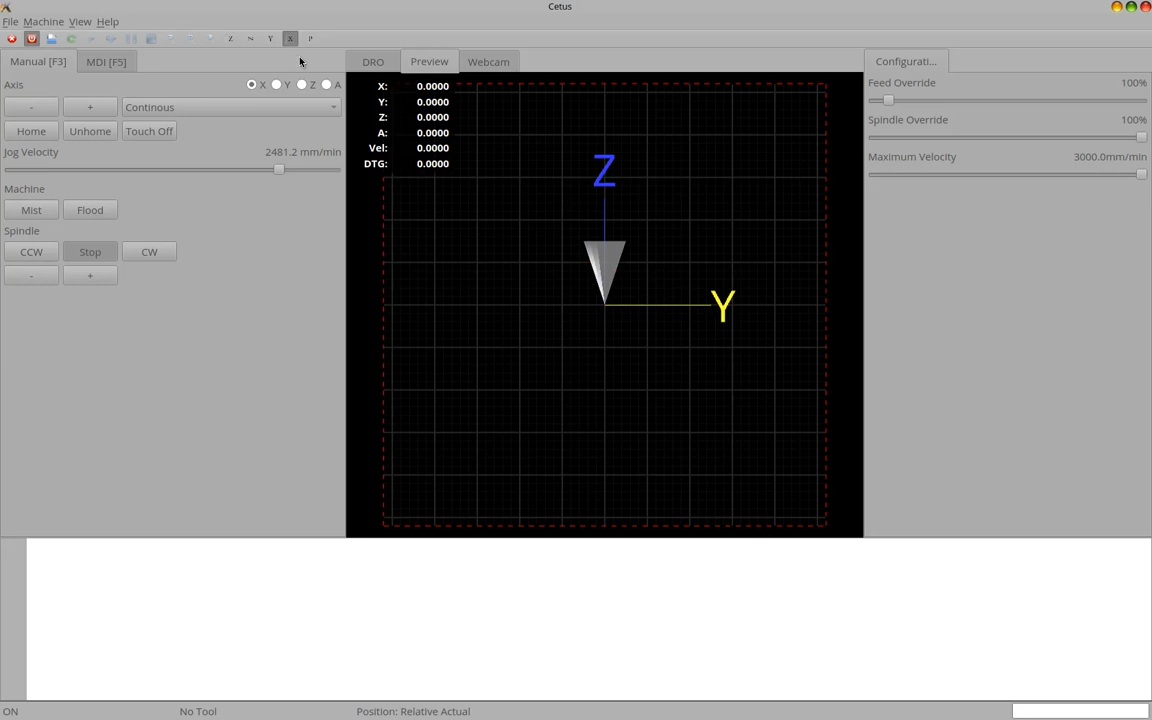 Cetus
File Machine View Help
Z N Y X P
Manual [F3] MDI [F5] DRO Preview Webcam Configurati...
Axis X Y Z A
- + Continous
Home Unhome Touch Off
Jog Velocity 2481.2 mm/min
Machine
Mist Flood
Spindle
CCW Stop CW
- +
X: 0.0000
Y: 0.0000
Z: 0.0000
A: 0.0000
Vel: 0.0000
DTG: 0.0000
Z
Y
Feed Override 100%
Spindle Override 100%
Maximum Velocity 3000.0mm/min
ON No Tool Position: Relative Actual